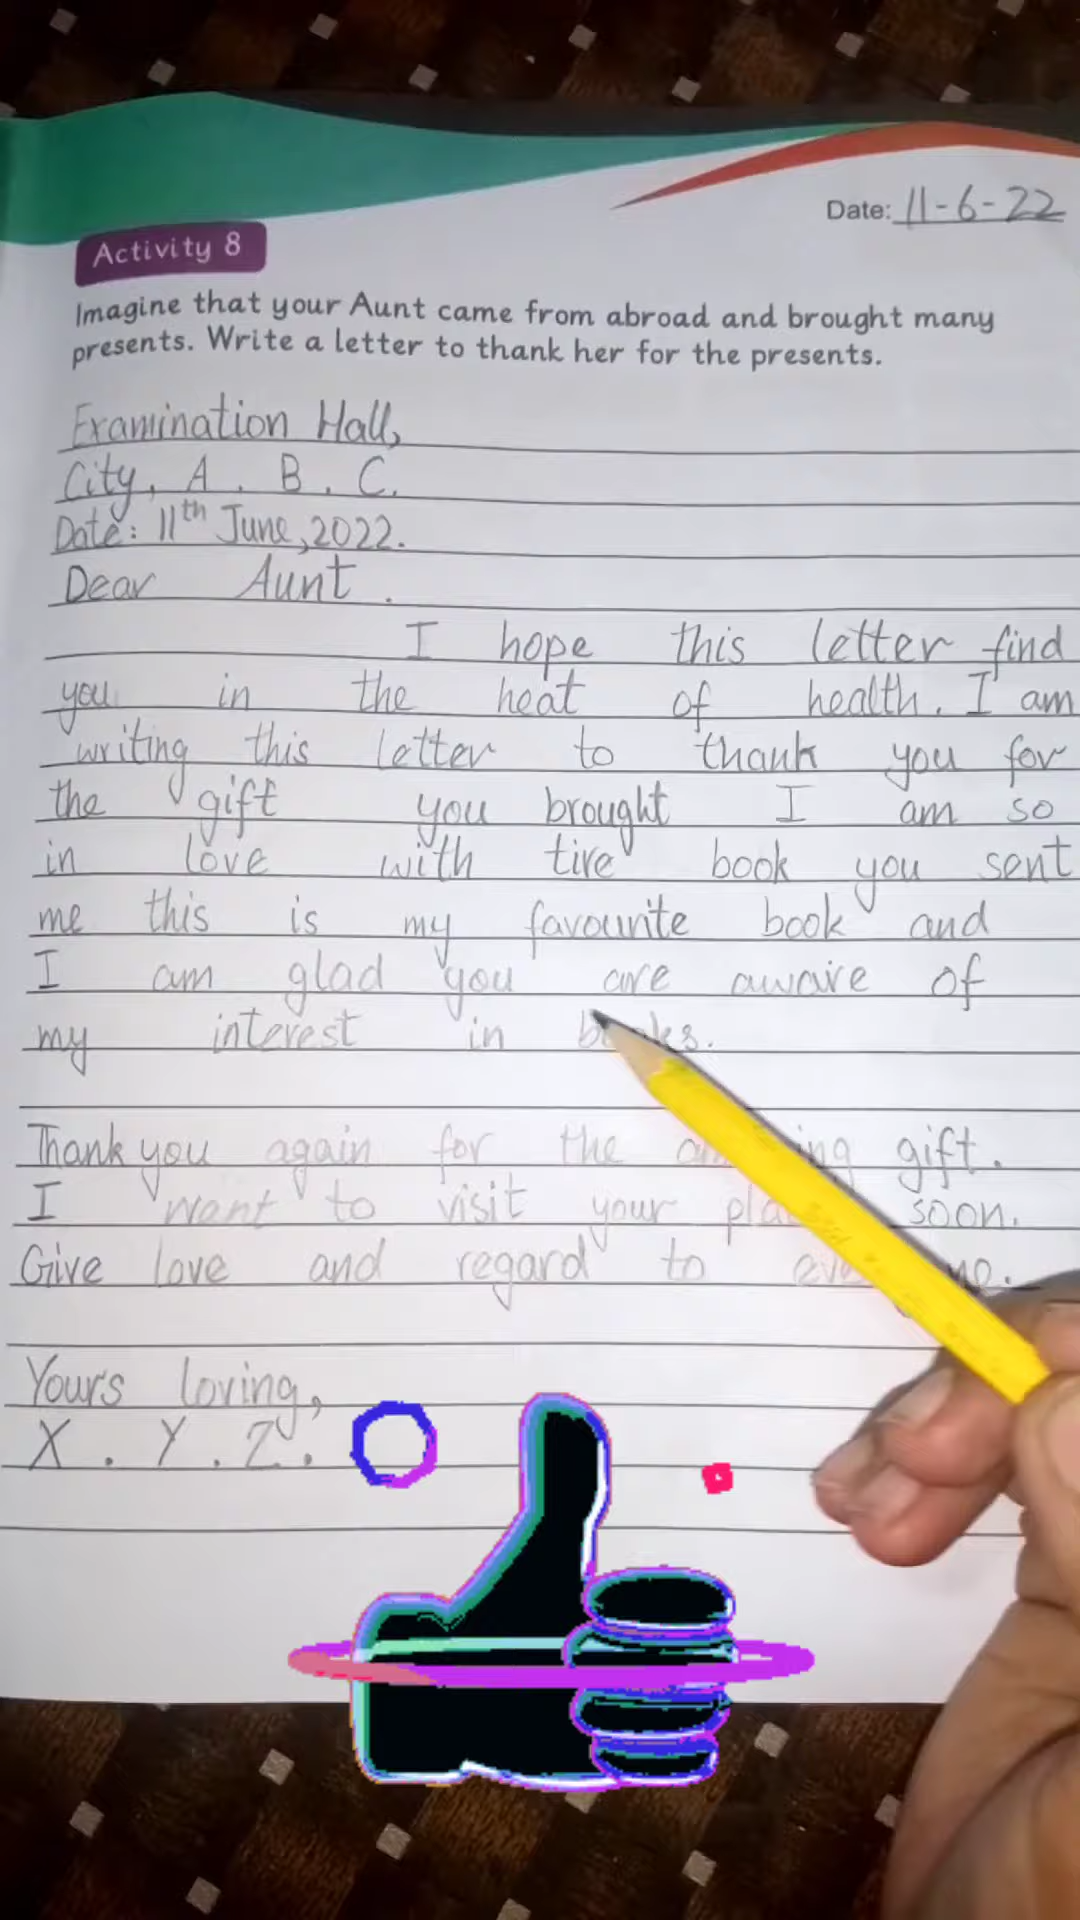 Date: 11-6-22
Activity 8
Imagine that your Aunt came from abroad and brought many
presents. Write a letter to thank her for the presents.
Examination Hall,
City, A . B . C.
Date: 11th June, 2022.
Dear Aunt .
I hope this letter find
you in the heat of health. I am
writing this letter to thank you for
the gift you brought I am so
in love with tire book you sent
me this is my favourite book and
I am glad you are aware of
my interest in books.
Thank you again for the gift.
I want to visit your soon.
Give love and regard to
Yours loving,
X . Y . Z .